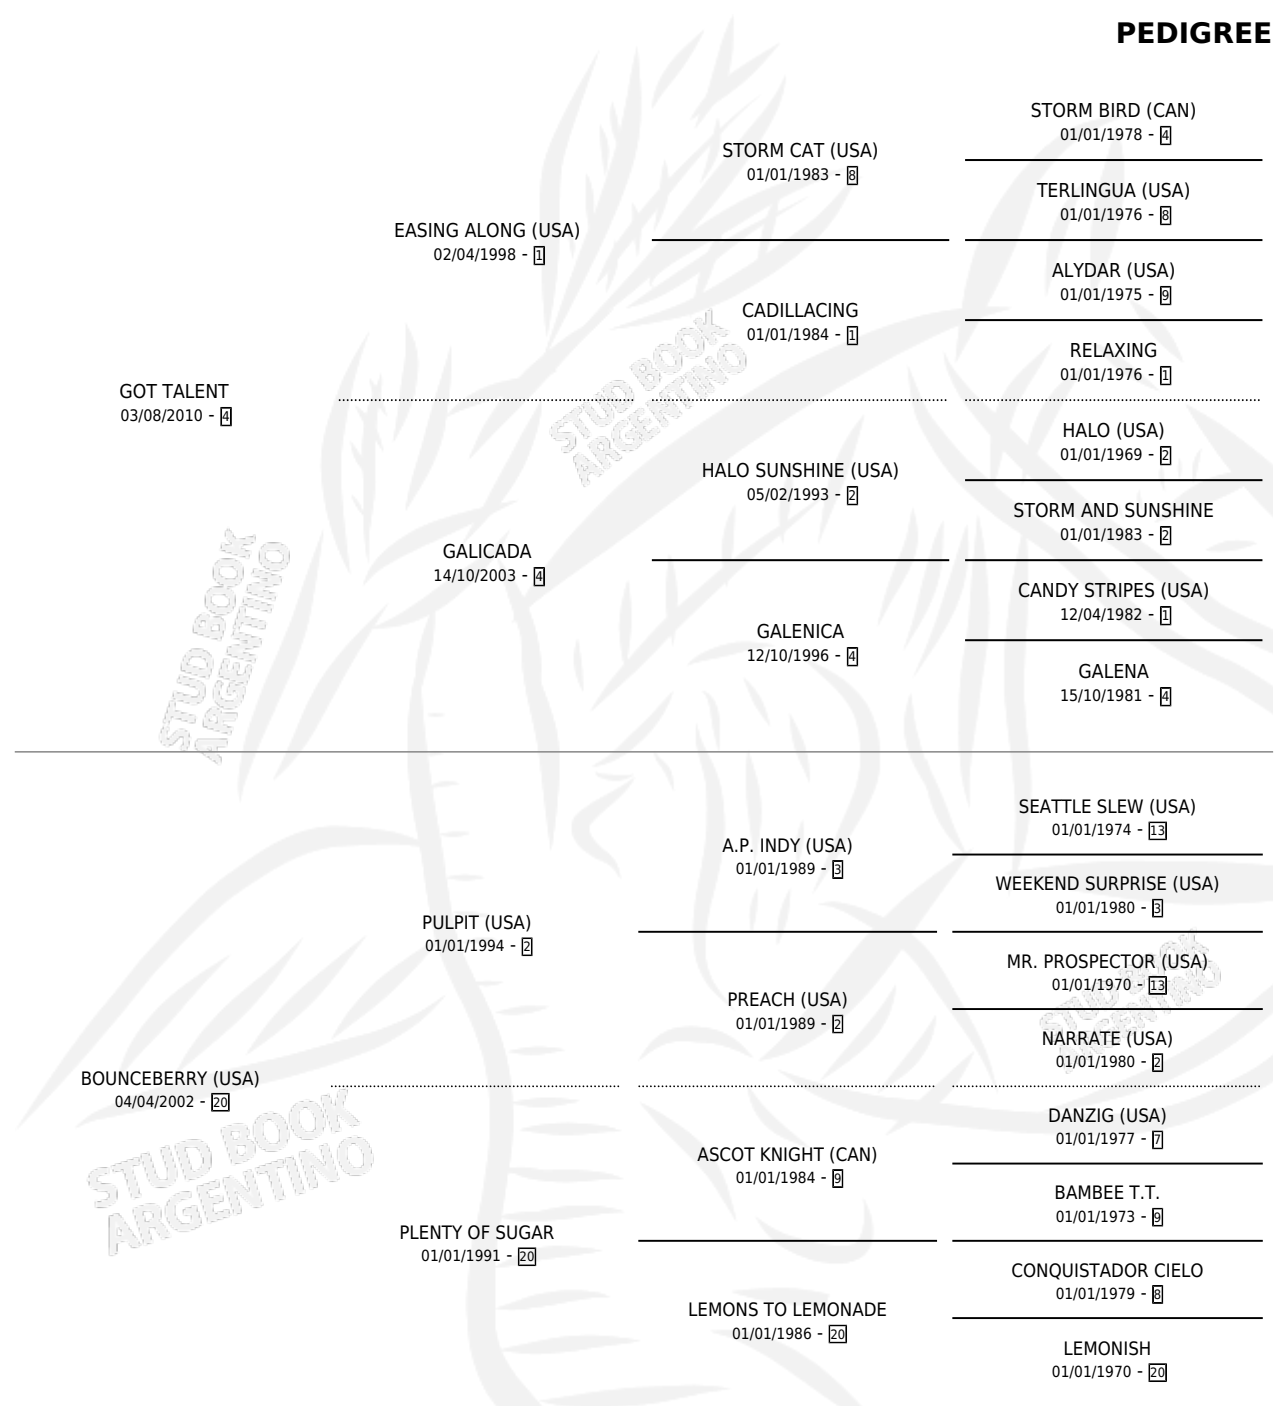 PEDIGREE
STORM BIRD (CAN)
01/01/1978 - 4
STORM CAT (USA)
01/01/1983 - 8
TERLINGUA (USA)
01/01/1976 - 8
EASING ALONG (USA)
02/04/1998 - 1
ALYDAR (USA)
01/01/1975 - 9
CADILLACING
01/01/1984 - 1
RELAXING
01/01/1976 - 1
GOT TALENT
03/08/2010 - 4
HALO (USA)
01/01/1969 - 2
HALO SUNSHINE (USA)
05/02/1993 - 2
STORM AND SUNSHINE
01/01/1983 - 2
GALICADA
14/10/2003 - 4
CANDY STRIPES (USA)
12/04/1982 - 1
GALENICA
12/10/1996 - 4
GALENA
15/10/1981 - 4
STUD BOOK
ARGENTINO
STUD BOOK
ARGENTINO
SEATTLE SLEW (USA)
01/01/1974 - 13
A.P. INDY (USA)
01/01/1989 - 3
WEEKEND SURPRISE (USA)
01/01/1980 - 3
PULPIT (USA)
01/01/1994 - 2
MR. PROSPECTOR (USA)
01/01/1970 - 13
PREACH (USA)
01/01/1989 - 2
NARRATE (USA)
01/01/1980 - 2
BOUNCEBERRY (USA)
04/04/2002 - 20
DANZIG (USA)
01/01/1977 - 7
ASCOT KNIGHT (CAN)
01/01/1984 - 9
BAMBEE T.T.
01/01/1973 - 9
PLENTY OF SUGAR
01/01/1991 - 20
CONQUISTADOR CIELO
01/01/1979 - 8
LEMONS TO LEMONADE
01/01/1986 - 20
LEMONISH
01/01/1970 - 20
STUD BOOK
ARGENTINO
STUD BOOK
ARGENTINO